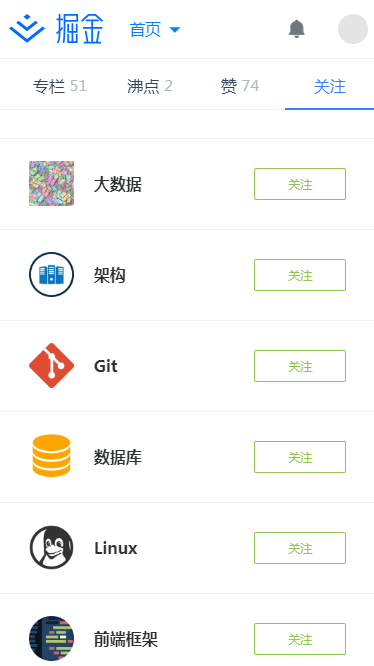 掘金 首页
专栏 51 沸点 2 赞 74 关注
大数据 关注
架构 关注
Git 关注
数据库 关注
Linux 关注
前端框架 关注